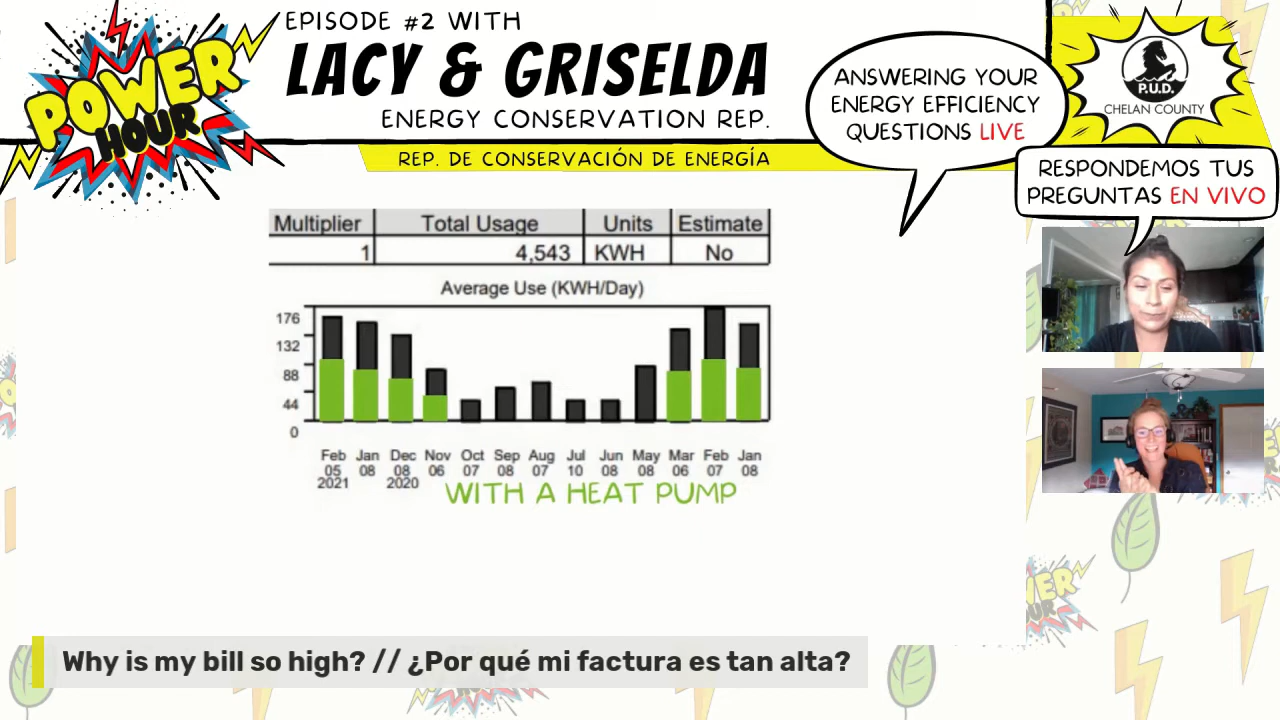 POWER
HOUR
EPISODE #2 WITH
LACY & GRISELDA
ENERGY CONSERVATION REP.
REP. DE CONSERVACIÓN DE ENERGÍA
ANSWERING YOUR
ENERGY EFFICIENCY
QUESTIONS LIVE
P.U.D.
CHELAN COUNTY
RESPONDEMOS TUS
PREGUNTAS EN VIVO
Multiplier Total Usage Units Estimate
1 4,543 KWH No
Average Use (KWH/Day)
176
132
88
44
0
Feb Jan Dec Nov Oct Sep Aug Jul Jun May Mar Feb Jan
05 08 08 06 07 08 07 10 08 08 06 07 08
2021 2020
WITH A HEAT PUMP
Why is my bill so high? // ¿Por qué mi factura es tan alta?